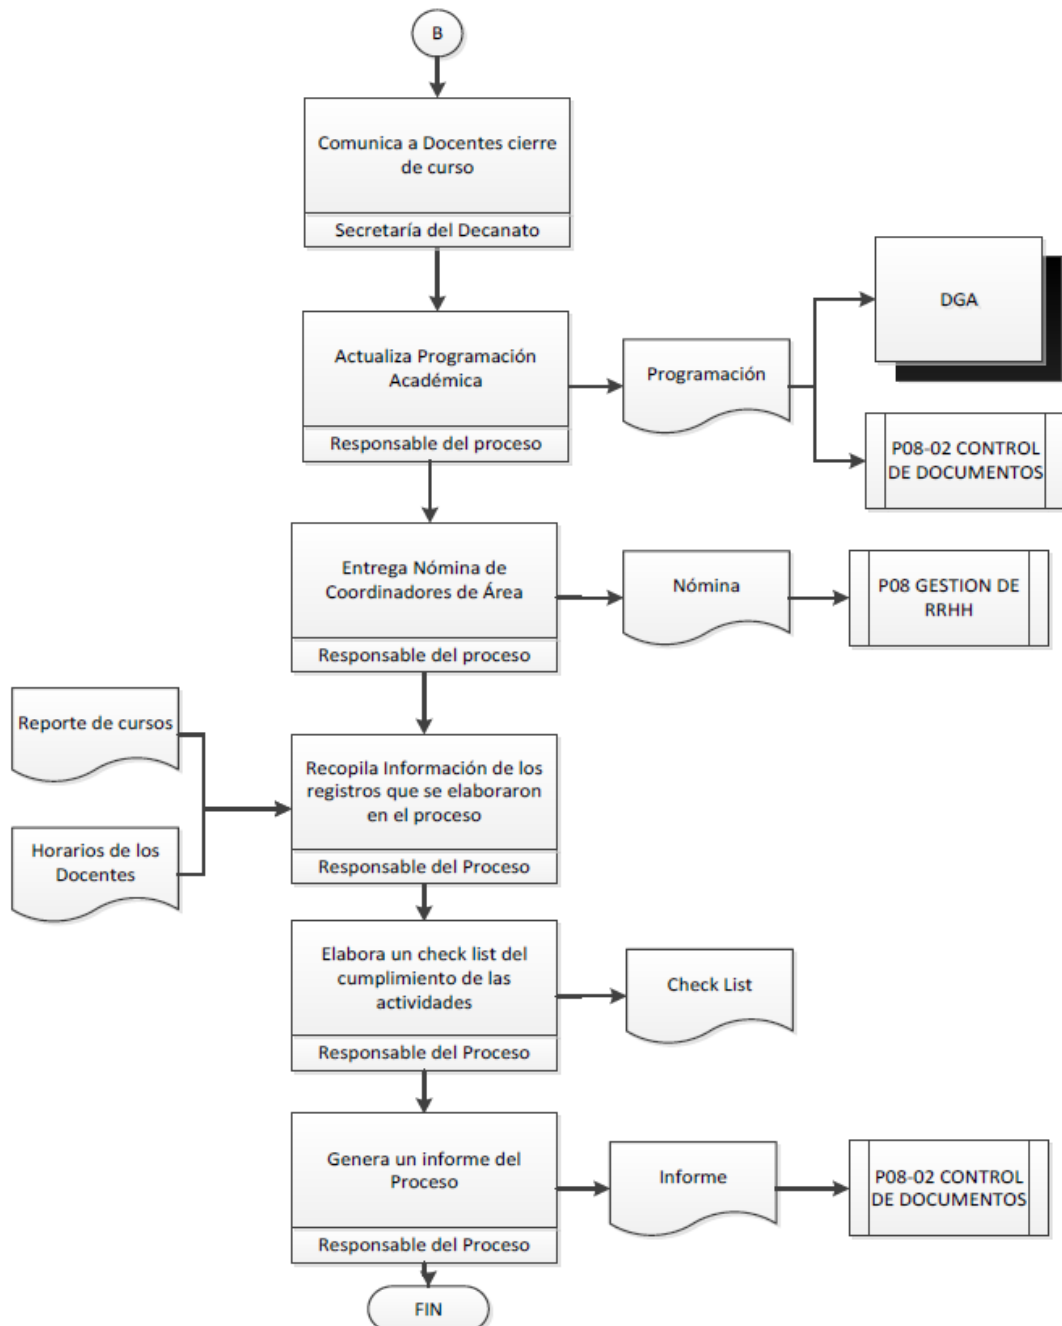 B
Comunica a Docentes cierre
de curso
Secretaría del Decanato
DGA
Actualiza Programación
Académica
Responsable del proceso
Programación
P08-02 CONTROL
DE DOCUMENTOS
Entrega Nómina de
Coordinadores de Área
Responsable del proceso
Nómina
P08 GESTION DE
RRHH
Reporte de cursos
Horarios de los
Docentes
Recopila Información de los
registros que se elaboraron
en el proceso
Responsable del Proceso
Elabora un check list del
cumplimiento de las
actividades
Responsable del Proceso
Check List
Genera un informe del
Proceso
Responsable del Proceso
Informe
P08-02 CONTROL
DE DOCUMENTOS
FIN